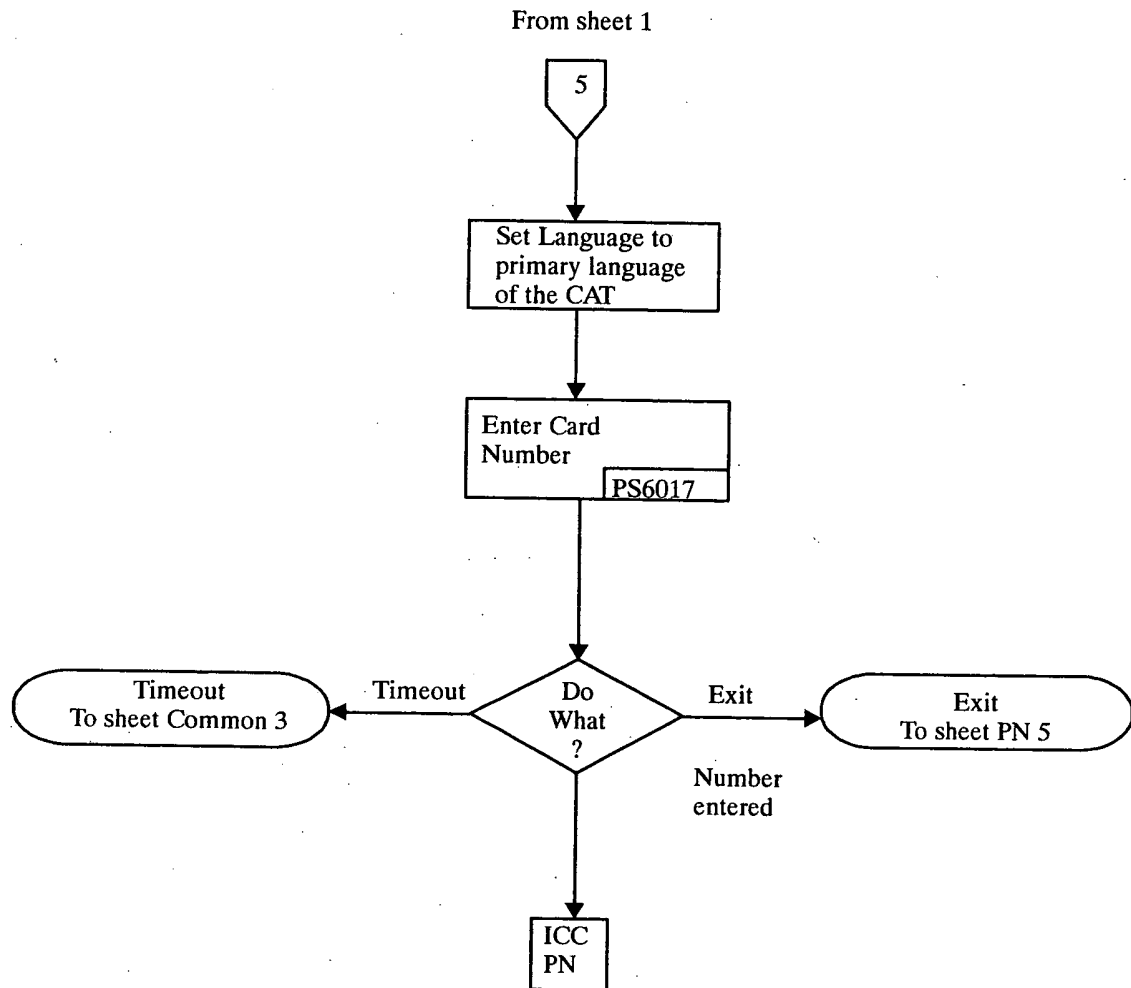 From sheet 1
5
Set Language to
primary language
of the CAT
Enter Card
Number
PS6017
Timeout
To sheet Common 3
Timeout
Do
What
?
Exit
Exit
To sheet PN 5
Number
entered
ICC
PN